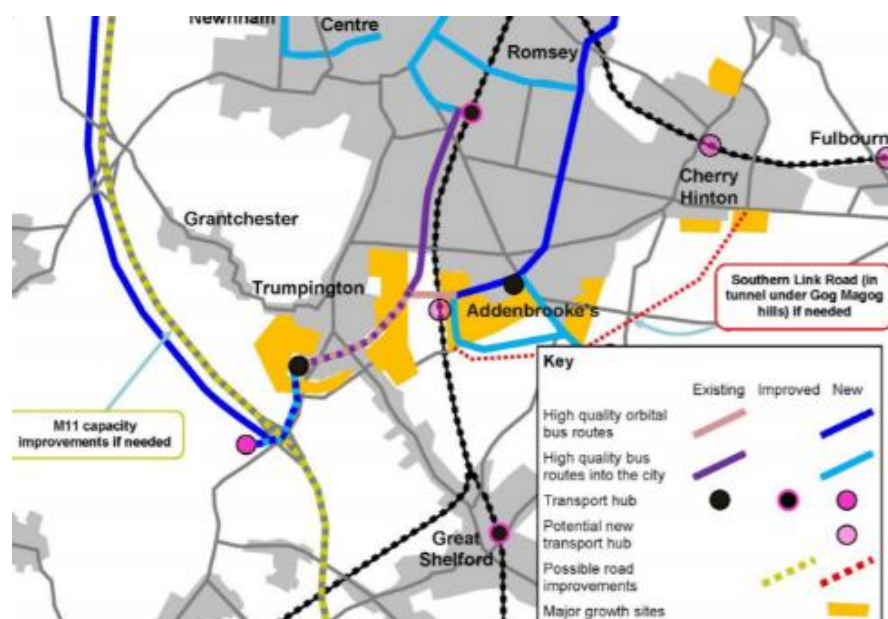 Newnham
Centre
Romsey
Fulbourn
Cherry
Hinton
Grantchester
Trumpington
Addenbrooke's
Southern Link Road (in
tunnel under Gog Magog
hills) if needed
M11 capacity
improvements if needed
Great
Shelford
Key
Existing Improved New
High quality orbital
bus routes
High quality bus
routes into the city
Transport hub
Potential new
transport hub
Possible road
improvements
Major growth sites